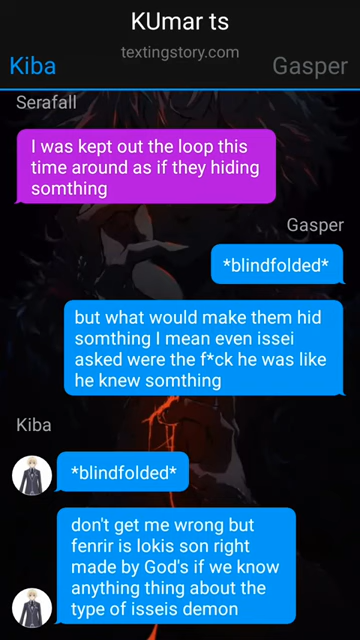 KUmar ts
textingstory.com
Kiba
Gasper
Serafall
I was kept out the loop this
time around as if they hiding
somthing
Gasper
*blindfolded*
but what would make them hid
somthing I mean even issei
asked were the f*ck he was like
he knew somthing
Kiba
*blindfolded*
don't get me wrong but
fenrir is lokis son right
made by God's if we know
anything thing about the
type of isseis demon